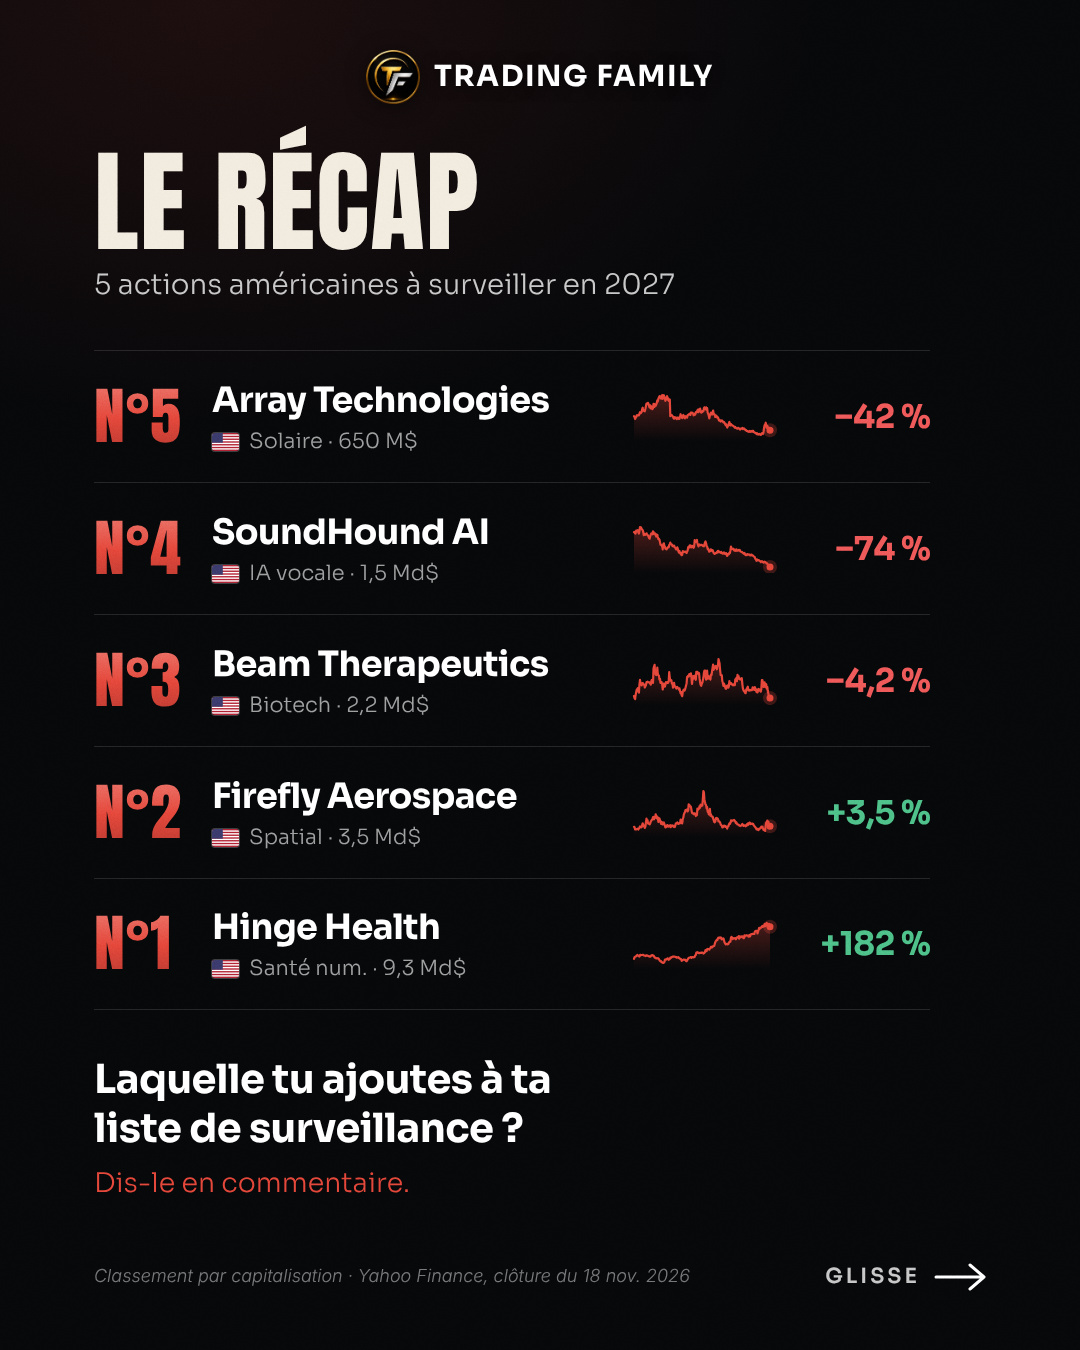 TF TRADING FAMILY
LE RÉCAP
5 actions américaines à surveiller en 2027
N°5 Array Technologies −42 %
Solaire · 650 M$
N°4 SoundHound AI −74 %
IA vocale · 1,5 Md$
N°3 Beam Therapeutics −4,2 %
Biotech · 2,2 Md$
N°2 Firefly Aerospace +3,5 %
Spatial · 3,5 Md$
N°1 Hinge Health +182 %
Santé num. · 9,3 Md$
Laquelle tu ajoutes à ta
liste de surveillance ?
Dis-le en commentaire.
Classement par capitalisation · Yahoo Finance, clôture du 18 nov. 2026 GLISSE